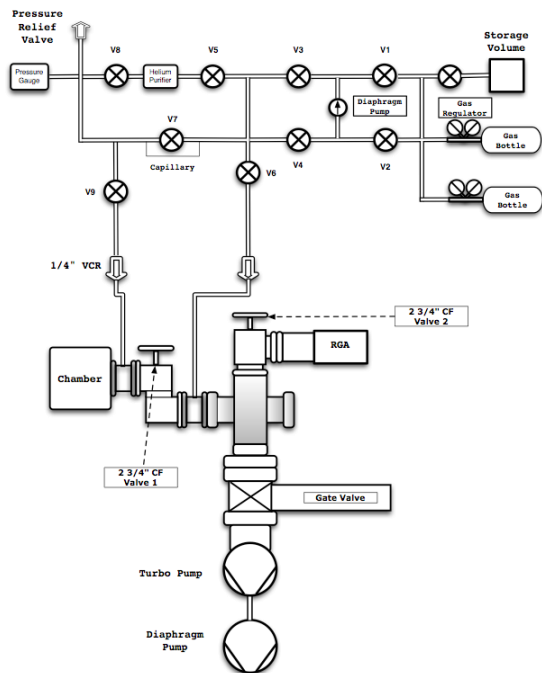 Pressure
Relief
Valve
Storage
Volume
V8
V5
V3
V1
Pressure
Gauge
Helium
Purifier
Diaphragm
Pump
Gas
Regulator
V7
Gas
Bottle
Capillary
V6
V4
V2
V9
Gas
Bottle
1/4" VCR
2 3/4" CF
Valve 2
RGA
Chamber
2 3/4" CF
Valve 1
Gate Valve
Turbo Pump
Diaphragm
Pump